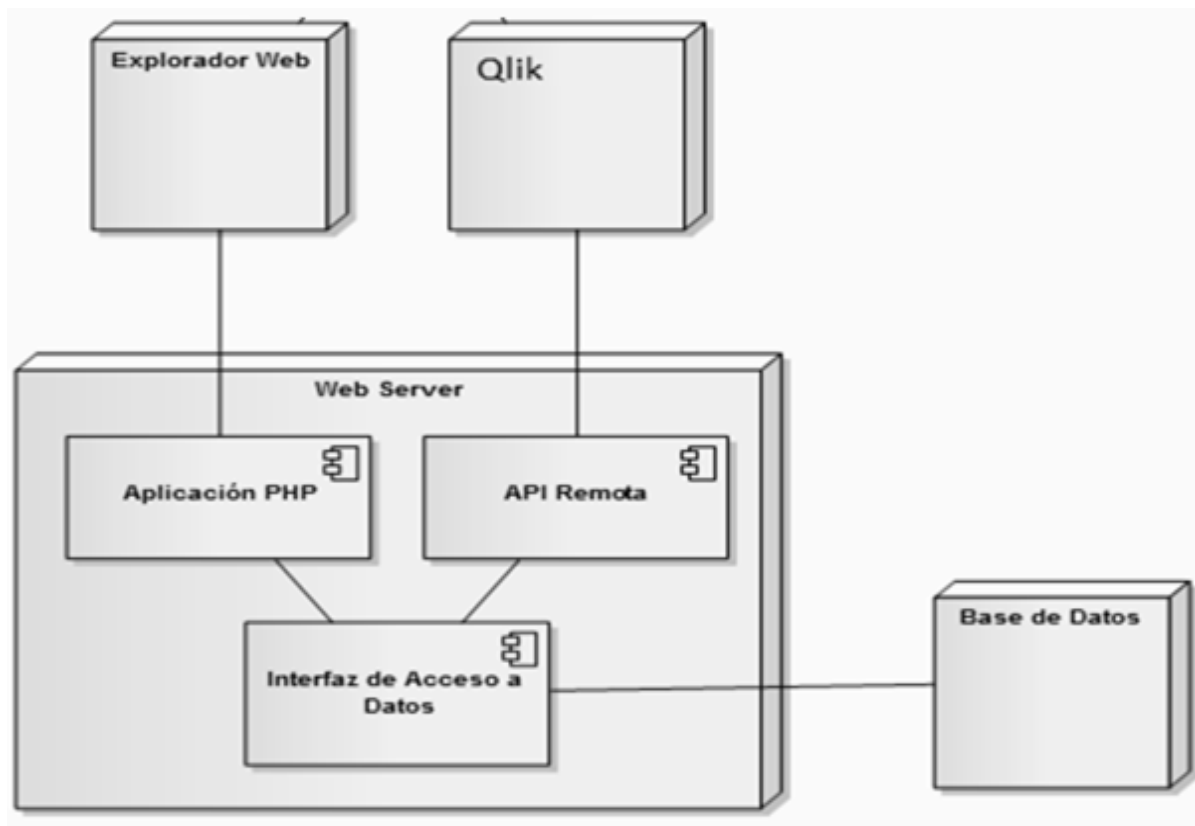 Explorador Web
Qlik
Web Server
Aplicación PHP
API Remota
Interfaz de Acceso a
Datos
Base de Datos